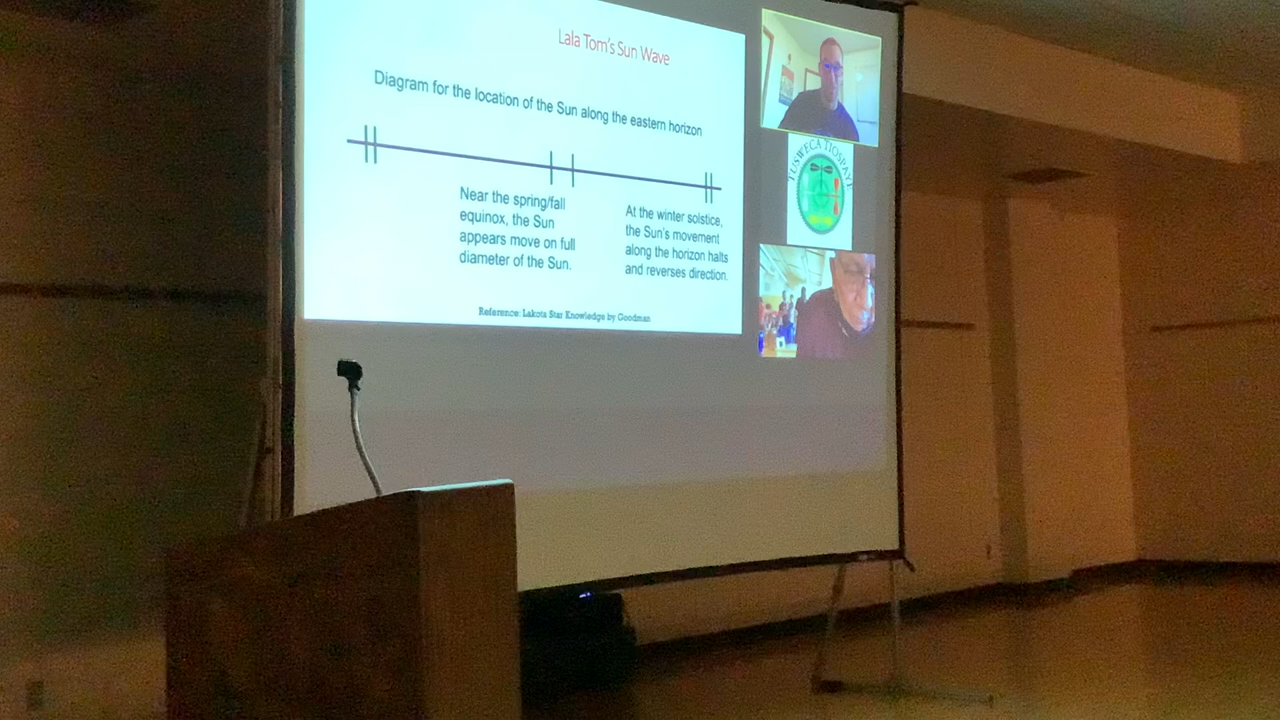 Lala Tom's Sun Wave
Diagram for the location of the Sun along the eastern horizon
Near the spring/fall
equinox, the Sun
appears move on full
diameter of the Sun.
At the winter solstice,
the Sun's movement
along the horizon halts
and reverses direction.
Reference: Lakota Star Knowledge by Goodman
TUSWECA TIOSPAYE